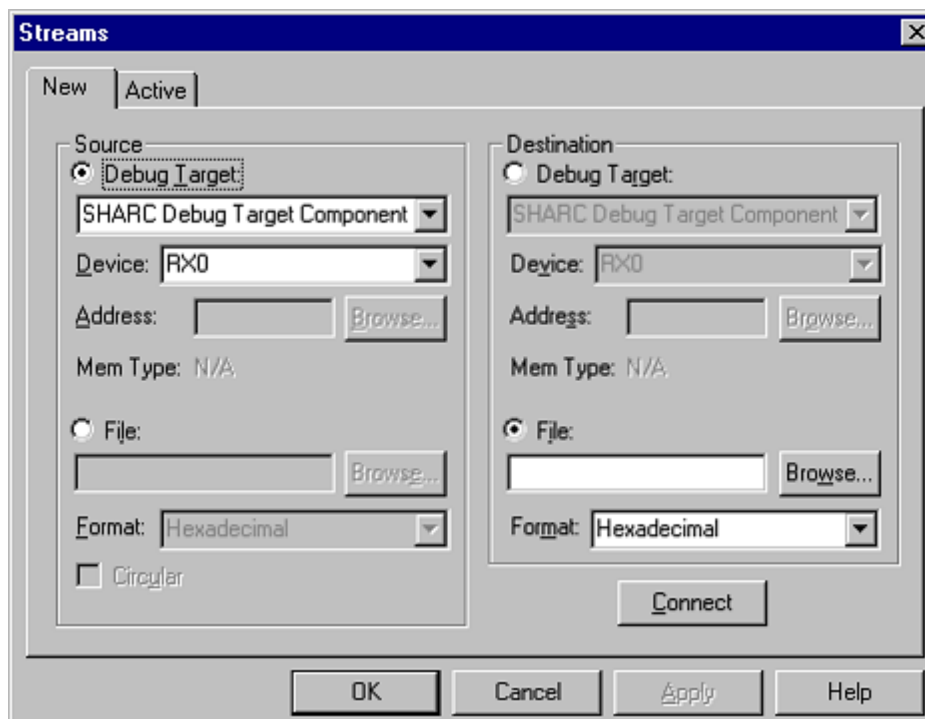 Streams
New
Active
Source
Debug Target:
SHARC Debug Target Component
Device: RX0
Address: Browse...
Mem Type: N/A
File:
Browse...
Format: Hexadecimal
Circular
Destination
Debug Target:
SHARC Debug Target Component
Device: RX0
Address: Browse...
Mem Type: N/A
File:
Browse...
Format: Hexadecimal
Connect
OK
Cancel
Apply
Help